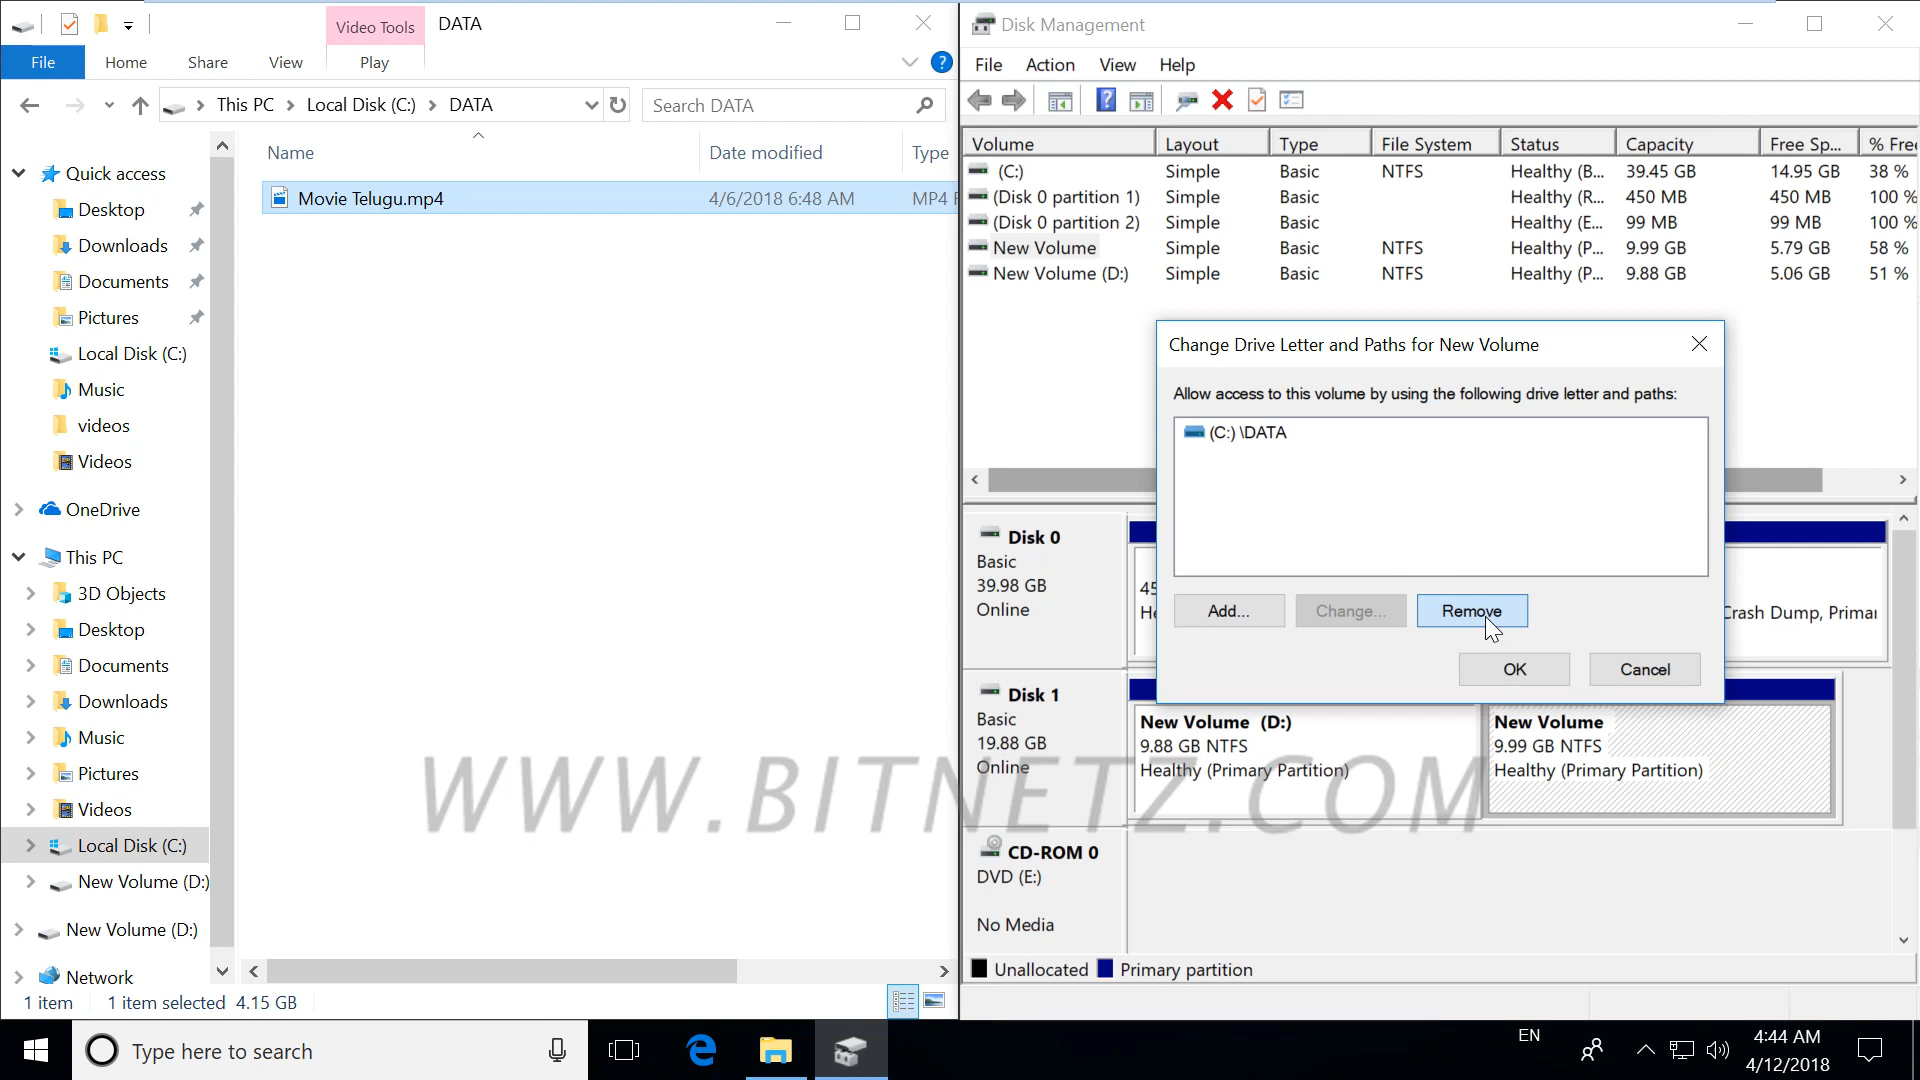 Video Tools
DATA
File
Home
Share
View
Play
This PC
Local Disk (C:)
DATA
Search DATA
Name
Date modified
Type
Movie Telugu.mp4
4/6/2018 6:48 AM
MP4 F
Quick access
Desktop
Downloads
Documents
Pictures
Local Disk (C:)
Music
videos
Videos
OneDrive
This PC
3D Objects
Desktop
Documents
Downloads
Music
Pictures
Videos
Local Disk (C:)
New Volume (D:)
New Volume (D:)
Network
1 item
1 item selected 4.15 GB
Disk Management
File
Action
View
Help
Volume Layout Type File System Status Capacity Free Sp... % Free
(C:) Simple Basic NTFS Healthy (B... 39.45 GB 14.95 GB 38 %
(Disk 0 partition 1) Simple Basic Healthy (R... 450 MB 450 MB 100 %
(Disk 0 partition 2) Simple Basic Healthy (E... 99 MB 99 MB 100 %
New Volume Simple Basic NTFS Healthy (P... 9.99 GB 5.79 GB 58 %
New Volume (D:) Simple Basic NTFS Healthy (P... 9.88 GB 5.06 GB 51 %
Change Drive Letter and Paths for New Volume
Allow access to this volume by using the following drive letter and paths:
(C:) \DATA
Add...
Change...
Remove
OK
Cancel
Disk 0
Basic
39.98 GB
Online
45
He
Crash Dump, Primar
Disk 1
Basic
19.88 GB
Online
New Volume (D:)
9.88 GB NTFS
Healthy (Primary Partition)
New Volume
9.99 GB NTFS
Healthy (Primary Partition)
WWW.BITNETZ.COM
CD-ROM 0
DVD (E:)
No Media
Unallocated
Primary partition
Type here to search
EN
4:44 AM
4/12/2018